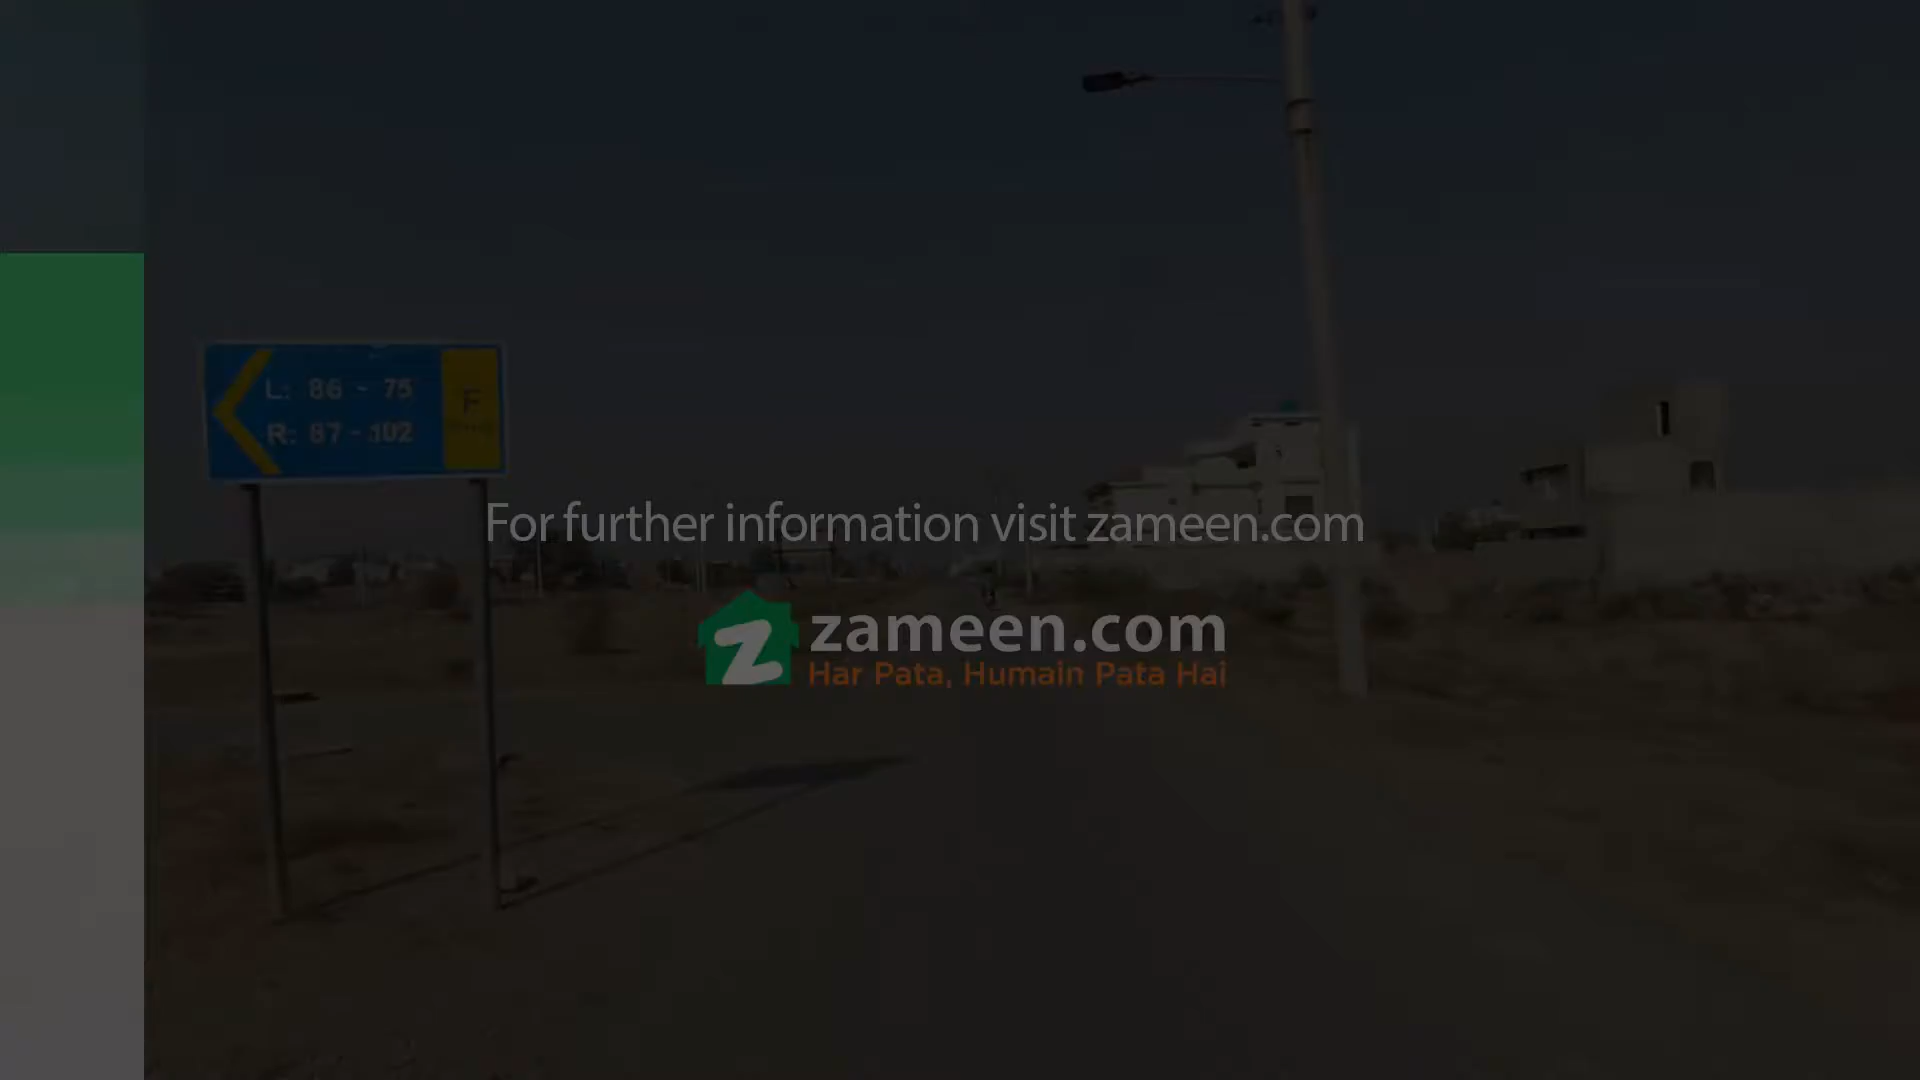 L: 86 - 75
R: 87 - 102
F
For further information visit zameen.com
zameen.com
Har Pata, Humain Pata Hai